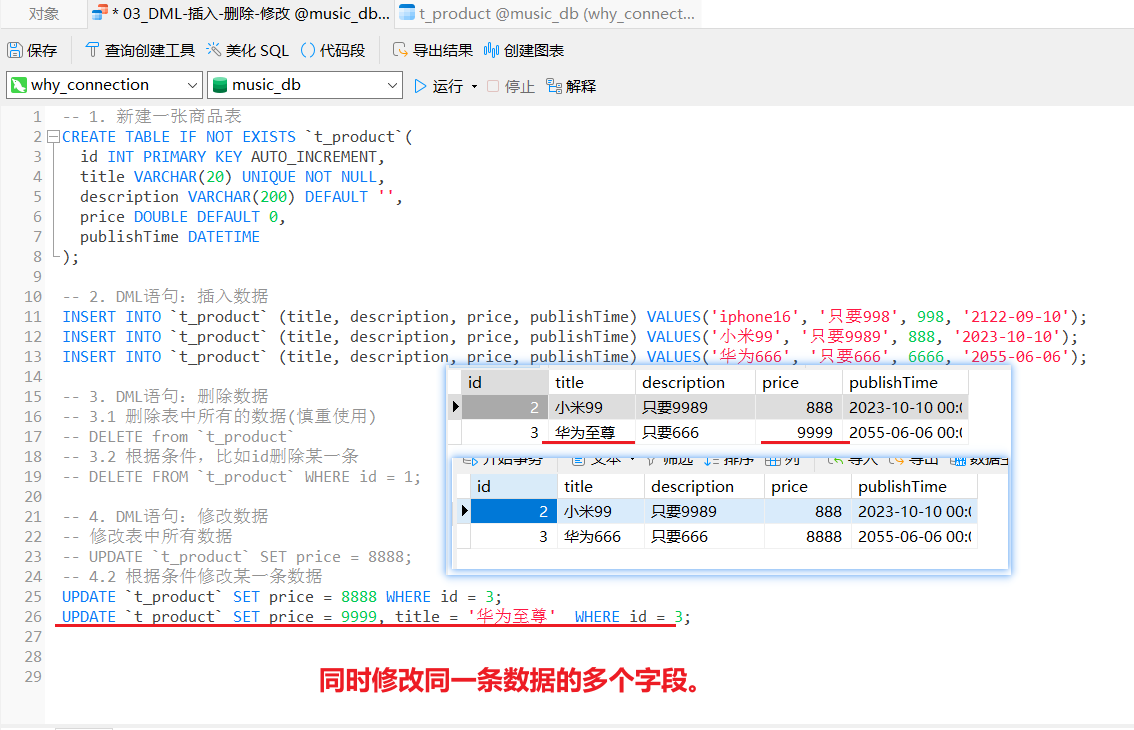 对象
* 03_DML-插入-删除-修改 @music_db...
t_product @music_db (why_connect...
保存 查询创建工具 美化 SQL () 代码段 导出结果 创建图表
why_connection music_db 运行 停止 解释
1 -- 1. 新建一张商品表
2 CREATE TABLE IF NOT EXISTS `t_product`(
3 id INT PRIMARY KEY AUTO_INCREMENT,
4 title VARCHAR(20) UNIQUE NOT NULL,
5 description VARCHAR(200) DEFAULT '',
6 price DOUBLE DEFAULT 0,
7 publishTime DATETIME
8 );
9
10 -- 2. DML语句：插入数据
11 INSERT INTO `t_product` (title, description, price, publishTime) VALUES('iphone16', '只要998', 998, '2122-09-10');
12 INSERT INTO `t_product` (title, description, price, publishTime) VALUES('小米99', '只要9989', 888, '2023-10-10');
13 INSERT INTO `t_product` (title, description, price, publishTime) VALUES('华为666', '只要666', 6666, '2055-06-06');
14
15 -- 3. DML语句：删除数据
16 -- 3.1 删除表中所有的数据(慎重使用)
17 -- DELETE from `t_product`
18 -- 3.2 根据条件，比如id删除某一条
19 -- DELETE FROM `t_product` WHERE id = 1;
20
21 -- 4. DML语句：修改数据
22 -- 修改表中所有数据
23 -- UPDATE `t_product` SET price = 8888;
24 -- 4.2 根据条件修改某一条数据
25 UPDATE `t_product` SET price = 8888 WHERE id = 3;
26 UPDATE `t_product` SET price = 9999, title = '华为至尊' WHERE id = 3;
27
28
29
id title description price publishTime
2 小米99 只要9989 888 2023-10-10 00:0
3 华为至尊 只要666 9999 2055-06-06 00:0
开始事务 文本 筛选 排序 列 导入 导出 数据生
id title description price publishTime
2 小米99 只要9989 888 2023-10-10 00:0
3 华为666 只要666 8888 2055-06-06 00:0
同时修改同一条数据的多个字段。